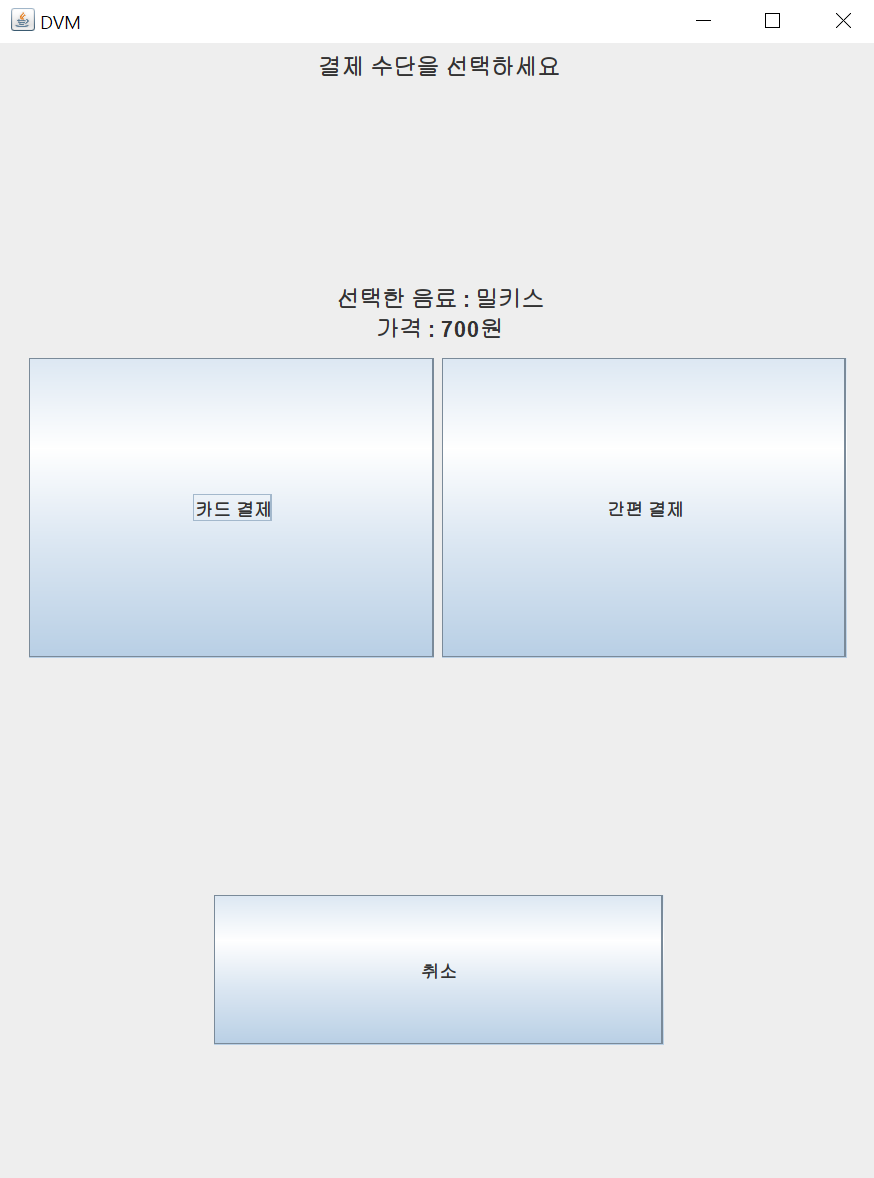 DVM
결제 수단을 선택하세요
선택한 음료 : 밀키스
가격 : 700원
카드 결제
간편 결제
취소